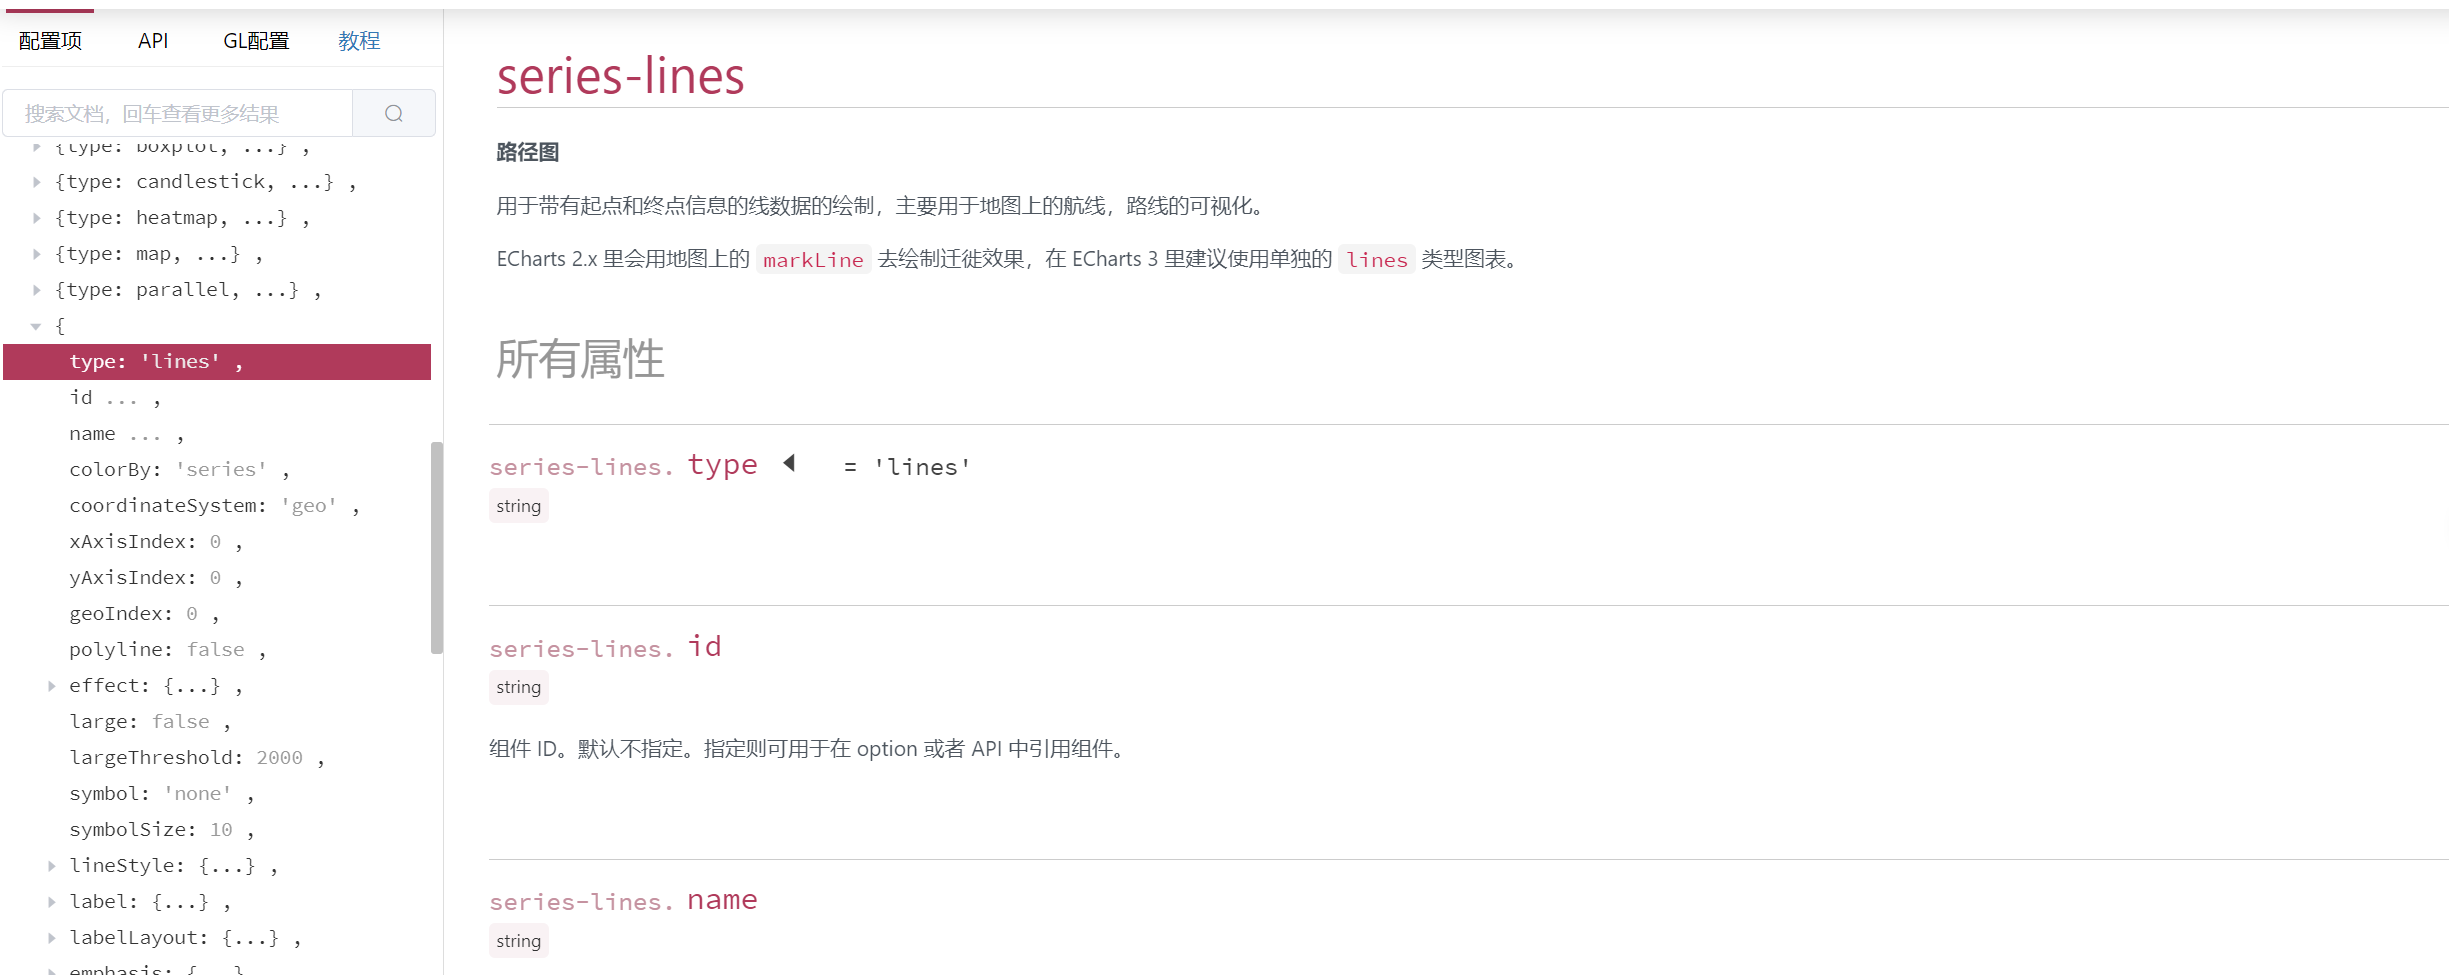 配置项 API GL配置 教程
搜索文档，回车查看更多结果
{type: boxplot, ...} ,
{type: candlestick, ...} ,
{type: heatmap, ...} ,
{type: map, ...} ,
{type: parallel, ...} ,
{
type: 'lines' ,
id ... ,
name ... ,
colorBy: 'series' ,
coordinateSystem: 'geo' ,
xAxisIndex: 0 ,
yAxisIndex: 0 ,
geoIndex: 0 ,
polyline: false ,
effect: {...} ,
large: false ,
largeThreshold: 2000 ,
symbol: 'none' ,
symbolSize: 10 ,
lineStyle: {...} ,
label: {...} ,
labelLayout: {...} ,
emphasis: {...}
series-lines
路径图
用于带有起点和终点信息的线数据的绘制，主要用于地图上的航线，路线的可视化。
ECharts 2.x 里会用地图上的 markLine 去绘制迁徙效果，在 ECharts 3 里建议使用单独的 lines 类型图表。
所有属性
series-lines. type = 'lines'
string
series-lines. id
string
组件 ID。默认不指定。指定则可用于在 option 或者 API 中引用组件。
series-lines. name
string